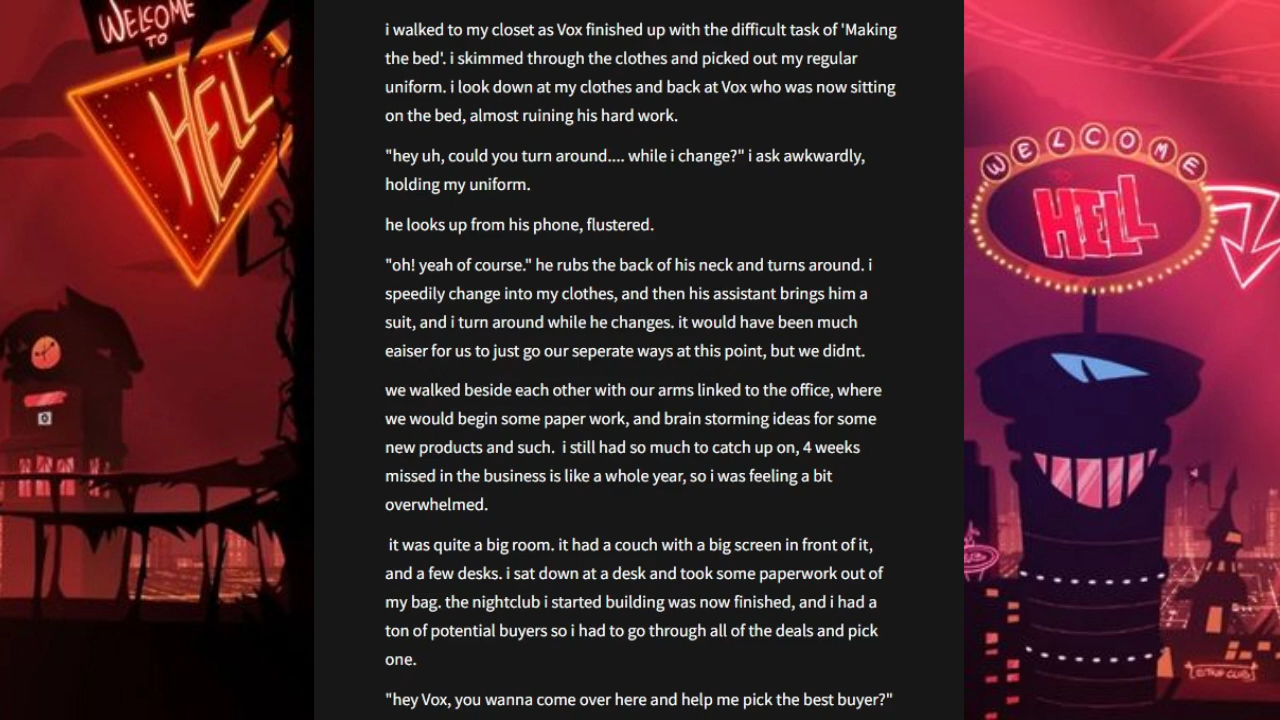 WELCOME
TO
HELL
i walked to my closet as Vox finished up with the difficult task of 'Making
the bed'. i skimmed through the clothes and picked out my regular
uniform. i look down at my clothes and back at Vox who was now sitting
on the bed, almost ruining his hard work.
"hey uh, could you turn around.... while i change?" i ask awkwardly,
holding my uniform.
he looks up from his phone, flustered.
"oh! yeah of course." he rubs the back of his neck and turns around. i
speedily change into my clothes, and then his assistant brings him a
suit, and i turn around while he changes. it would have been much
eaiser for us to just go our seperate ways at this point, but we didnt.
we walked beside each other with our arms linked to the office, where
we would begin some paper work, and brain storming ideas for some
new products and such.  i still had so much to catch up on, 4 weeks
missed in the business is like a whole year, so i was feeling a bit
overwhelmed.
it was quite a big room. it had a couch with a big screen in front of it,
and a few desks. i sat down at a desk and took some paperwork out of
my bag. the nightclub i started building was now finished, and i had a
ton of potential buyers so i had to go through all of the deals and pick
one.
"hey Vox, you wanna come over here and help me pick the best buyer?"
WELCOME
TO
HELL